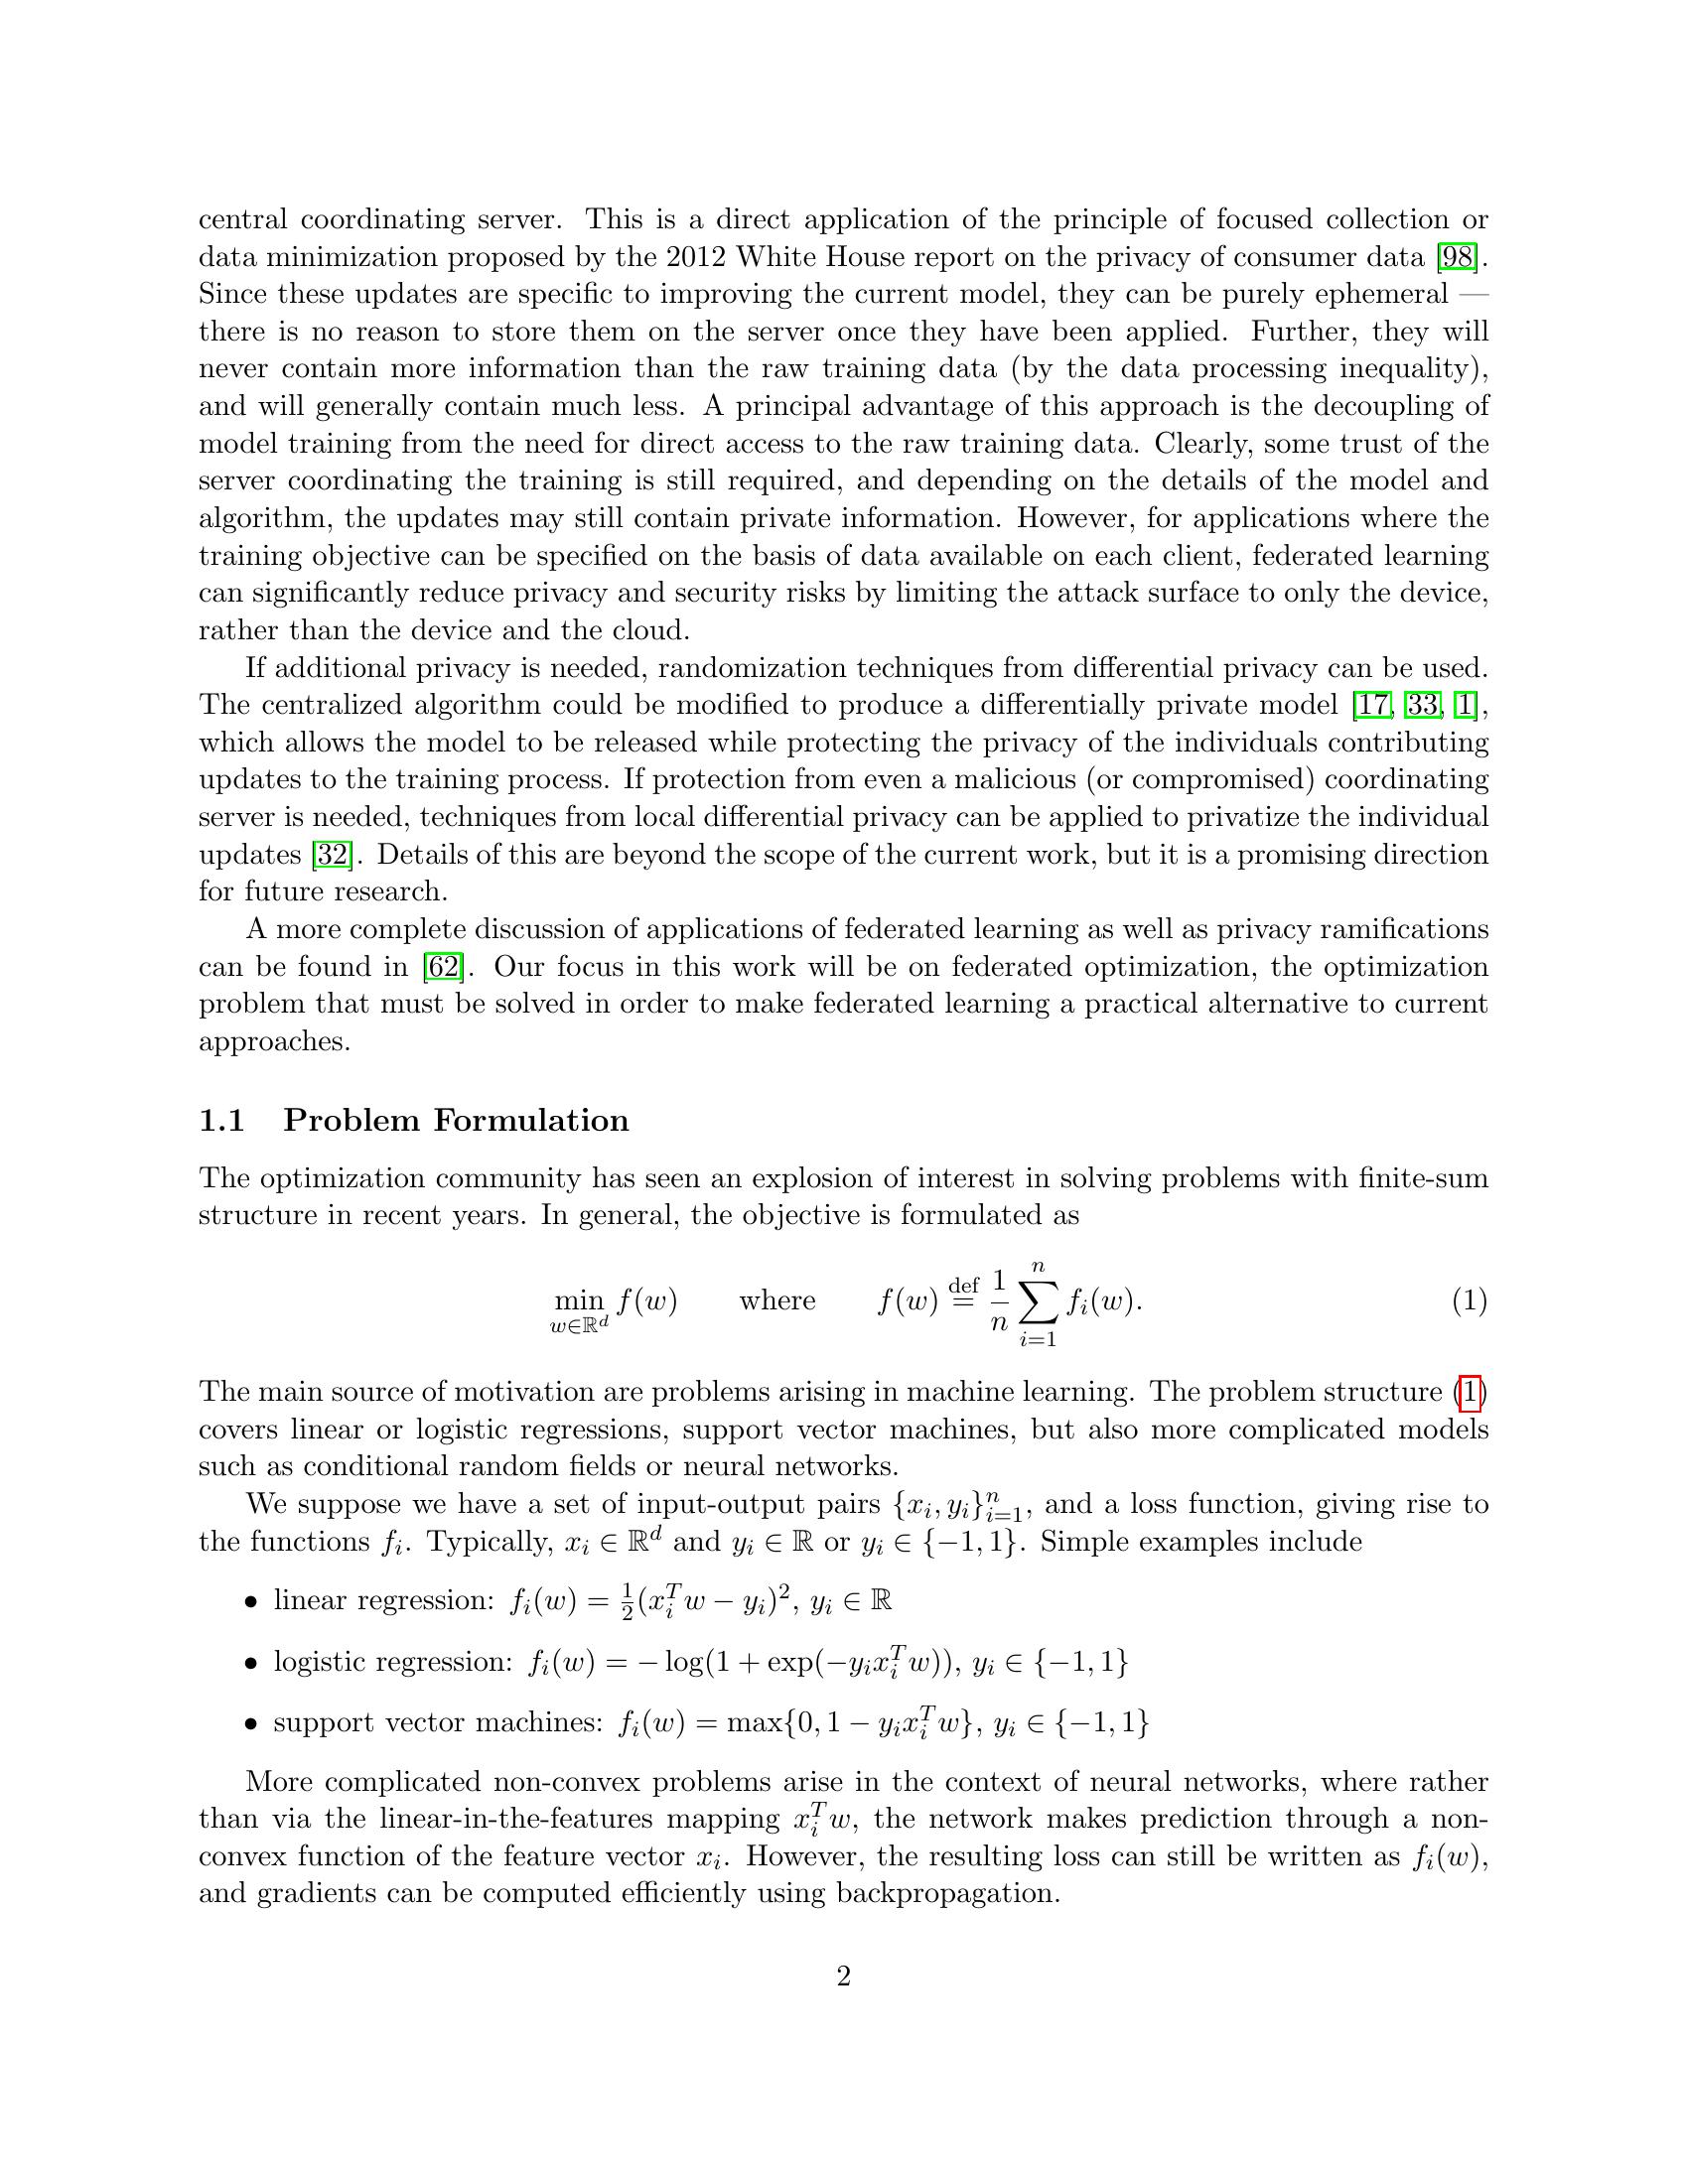 central coordinating server. This is a direct application of the principle of focused collection or
data minimization proposed by the 2012 White House report on the privacy of consumer data [98].
Since these updates are specific to improving the current model, they can be purely ephemeral —
there is no reason to store them on the server once they have been applied. Further, they will
never contain more information than the raw training data (by the data processing inequality),
and will generally contain much less. A principal advantage of this approach is the decoupling of
model training from the need for direct access to the raw training data. Clearly, some trust of the
server coordinating the training is still required, and depending on the details of the model and
algorithm, the updates may still contain private information. However, for applications where the
training objective can be specified on the basis of data available on each client, federated learning
can significantly reduce privacy and security risks by limiting the attack surface to only the device,
rather than the device and the cloud.
If additional privacy is needed, randomization techniques from differential privacy can be used.
The centralized algorithm could be modified to produce a differentially private model [17, 33, 1],
which allows the model to be released while protecting the privacy of the individuals contributing
updates to the training process. If protection from even a malicious (or compromised) coordinating
server is needed, techniques from local differential privacy can be applied to privatize the individual
updates [32]. Details of this are beyond the scope of the current work, but it is a promising direction
for future research.
A more complete discussion of applications of federated learning as well as privacy ramifications
can be found in [62]. Our focus in this work will be on federated optimization, the optimization
problem that must be solved in order to make federated learning a practical alternative to current
approaches.
1.1 Problem Formulation
The optimization community has seen an explosion of interest in solving problems with finite-sum
structure in recent years. In general, the objective is formulated as
$\min_{w \in \mathbb{R}^d} f(w)$ where $f(w) \stackrel{\text{def}}{=} \frac{1}{n} \sum_{i=1}^{n} f_i(w).$ (1)
The main source of motivation are problems arising in machine learning. The problem structure (1)
covers linear or logistic regressions, support vector machines, but also more complicated models
such as conditional random fields or neural networks.
We suppose we have a set of input-output pairs $\{x_i, y_i\}_{i=1}^n$, and a loss function, giving rise to
the functions $f_i$. Typically, $x_i \in \mathbb{R}^d$ and $y_i \in \mathbb{R}$ or $y_i \in \{-1, 1\}$. Simple examples include
• linear regression: $f_i(w) = \frac{1}{2}(x_i^T w - y_i)^2$, $y_i \in \mathbb{R}$
• logistic regression: $f_i(w) = -\log(1 + \exp(-y_i x_i^T w))$, $y_i \in \{-1, 1\}$
• support vector machines: $f_i(w) = \max\{0, 1 - y_i x_i^T w\}$, $y_i \in \{-1, 1\}$
More complicated non-convex problems arise in the context of neural networks, where rather
than via the linear-in-the-features mapping $x_i^T w$, the network makes prediction through a non-
convex function of the feature vector $x_i$. However, the resulting loss can still be written as $f_i(w)$,
and gradients can be computed efficiently using backpropagation.
2